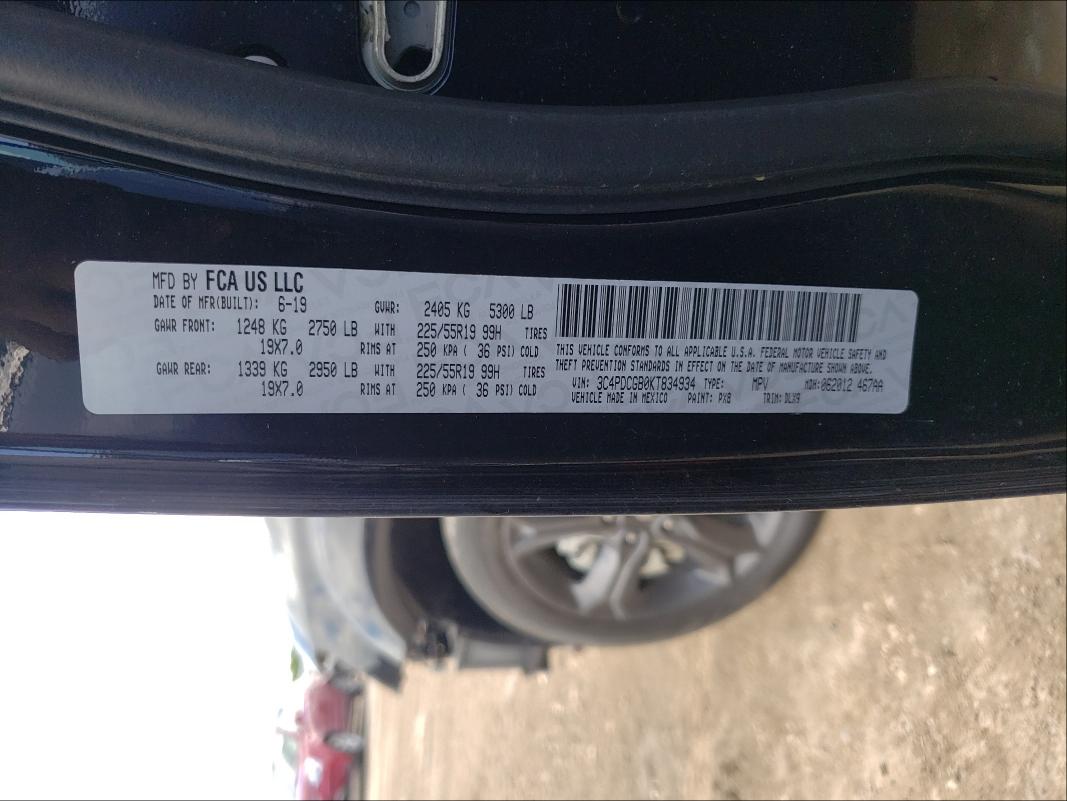 MFD BY FCA US LLC
DATE OF MFR(BUILT): 6-19 GVWR: 2405 KG 5300 LB
GAWR FRONT: 1248 KG 2750 LB WITH 225/55R19 99H TIRES
19X7.0 RIMS AT 250 KPA ( 36 PSI) COLD
GAWR REAR: 1339 KG 2950 LB WITH 225/55R19 99H TIRES
19X7.0 RIMS AT 250 KPA ( 36 PSI) COLD
THIS VEHICLE CONFORMS TO ALL APPLICABLE U.S.A. FEDERAL MOTOR VEHICLE SAFETY AND
THEFT PREVENTION STANDARDS IN EFFECT ON THE DATE OF MANUFACTURE SHOWN ABOVE.
VIN: 3C4PDCGB0KT834934 TYPE: MPV MDH: 062012 467AA
VEHICLE MADE IN MEXICO PAINT: PX8 TRIM: DLX9